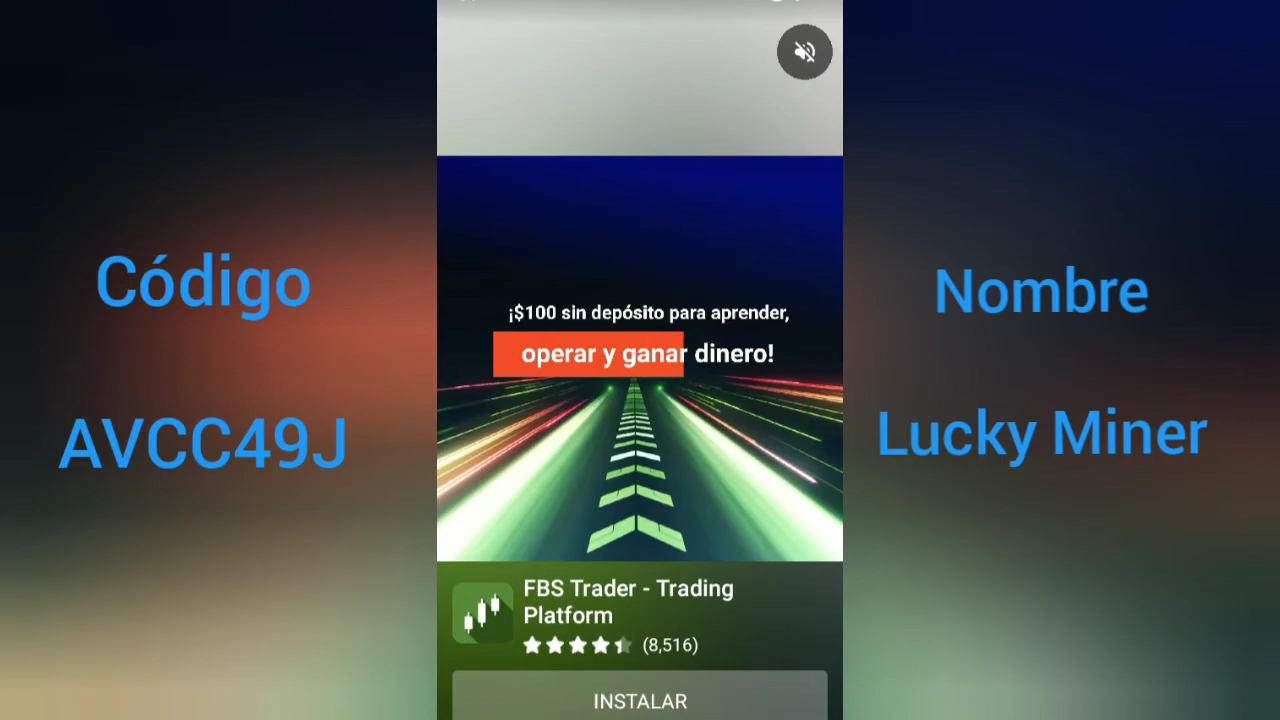 Código
AVCC49J
¡$100 sin depósito para aprender,
operar y ganar dinero!
FBS Trader - Trading
Platform
(8,516)
INSTALAR
Nombre
Lucky Miner